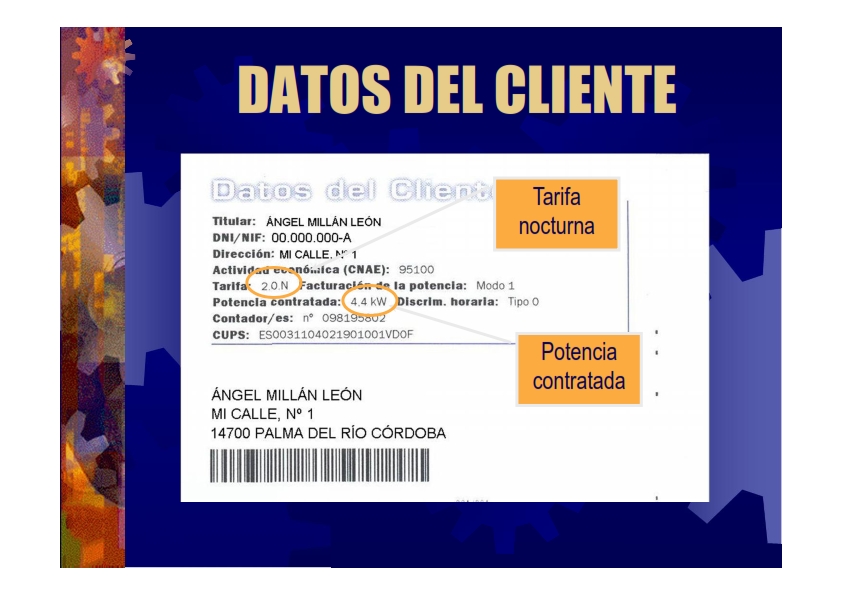 DATOS DEL CLIENTE
Datos del Cliente
Tarifa
nocturna
Titular: ÁNGEL MILLÁN LEÓN
DNI/NIF: 00.000.000-A
Dirección: MI CALLE, Nº 1
Actividad económica (CNAE): 95100
Tarifa: 2.0.N Facturación de la potencia: Modo 1
Potencia contratada: 4,4 kW Discrim. horaria: Tipo 0
Contador/es: nº 098195802
CUPS: ES0031104021901001VD0F
Potencia
contratada
ÁNGEL MILLÁN LEÓN
MI CALLE, Nº 1
14700 PALMA DEL RÍO CÓRDOBA